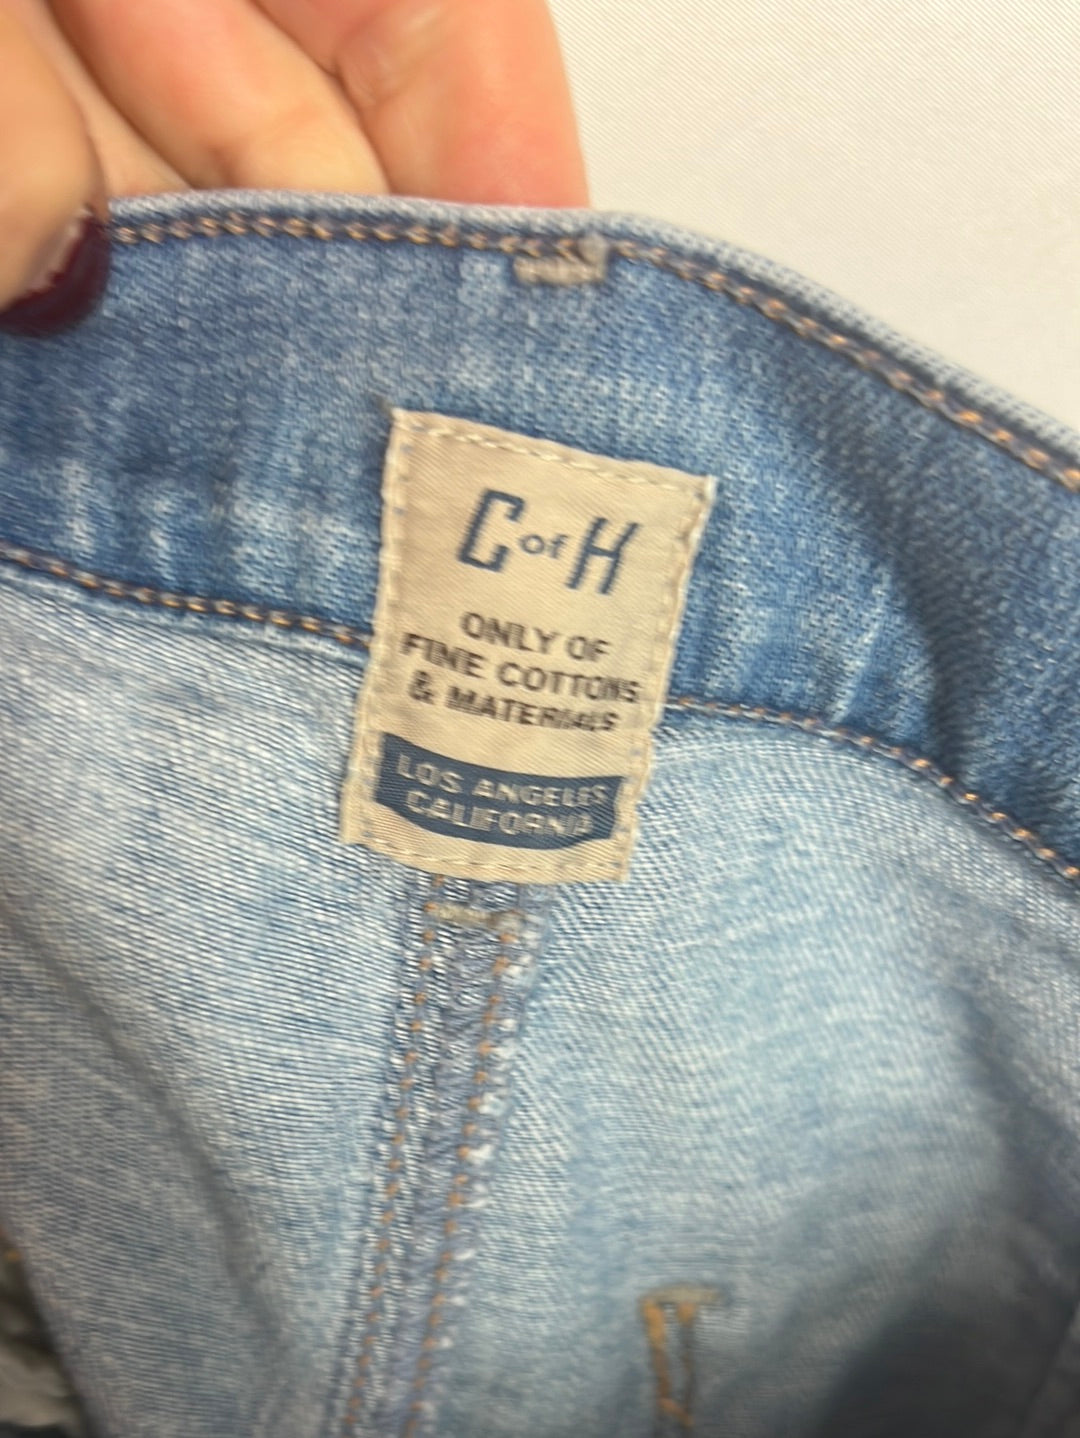 C of H
ONLY OF
FINE COTTONS
& MATERIALS
LOS ANGELES
CALIFORNIA